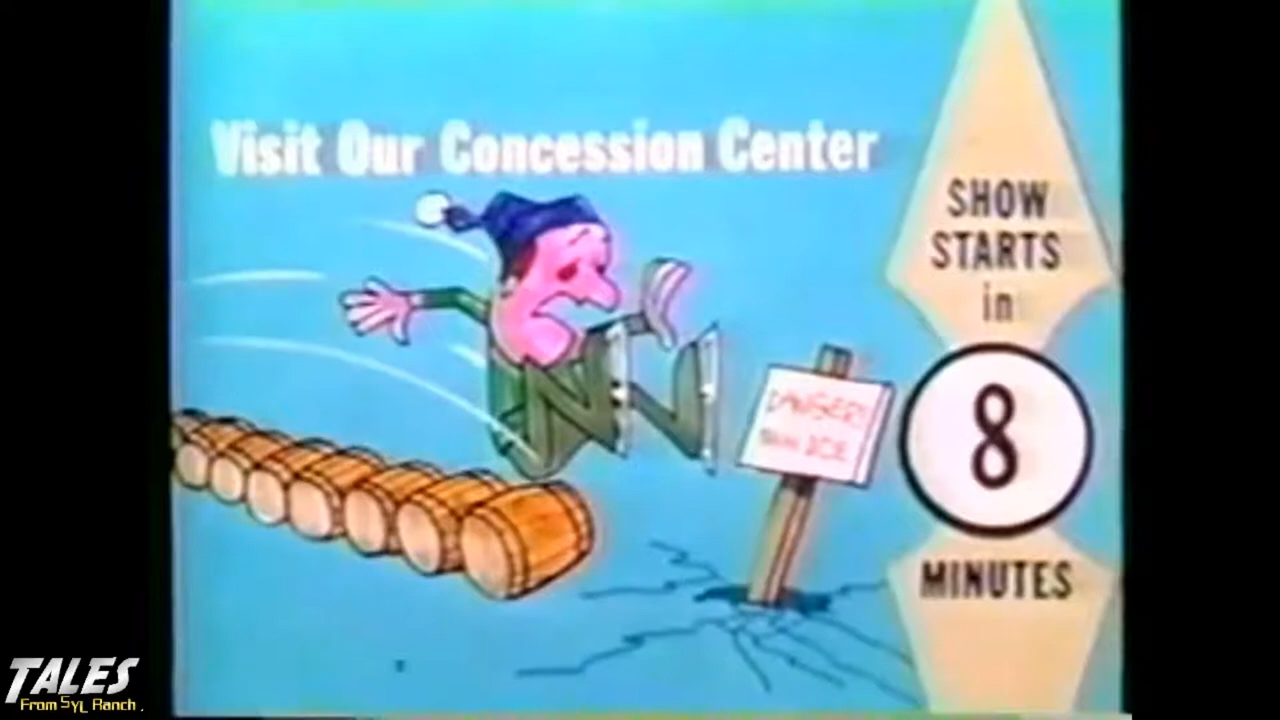 Visit Our Concession Center
SHOW
STARTS
in
8
MINUTES
DANGER!
THIN ICE
TALES
From SYL Ranch